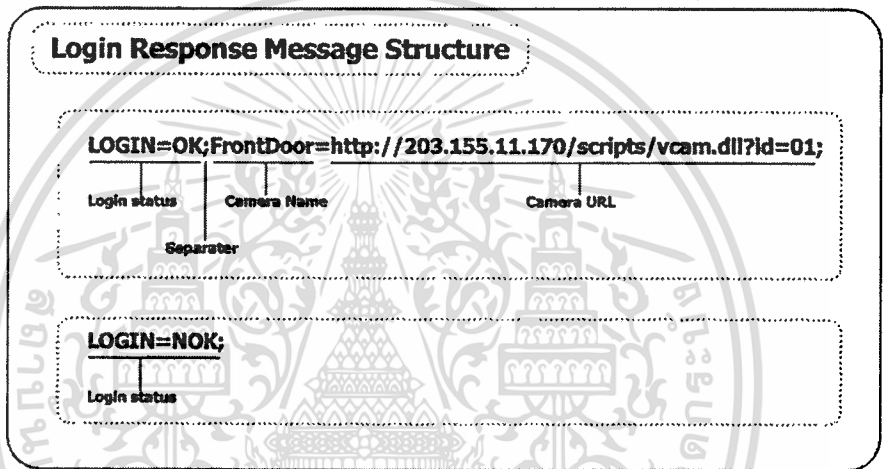 Login Response Message Structure
LOGIN=OK;FrontDoor=http://203.155.11.170/scripts/vcam.dll?id=01;
Login status Camera Name Camera URL
Separater
LOGIN=NOK;
Login status